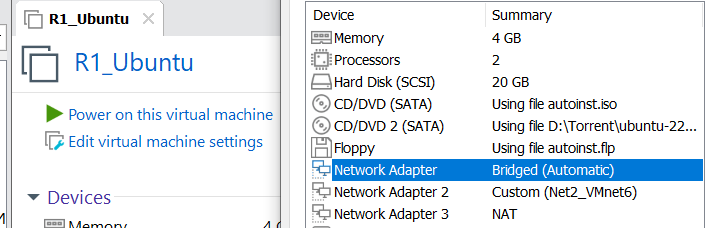 R1_Ubuntu
R1_Ubuntu
Power on this virtual machine
Edit virtual machine settings
Devices
Memory
Device Summary
Memory 4 GB
Processors 2
Hard Disk (SCSI) 20 GB
CD/DVD (SATA) Using file autoinst.iso
CD/DVD 2 (SATA) Using file D:\Torrent\ubuntu-22...
Floppy Using file autoinst.flp
Network Adapter Bridged (Automatic)
Network Adapter 2 Custom (Net2_VMnet6)
Network Adapter 3 NAT